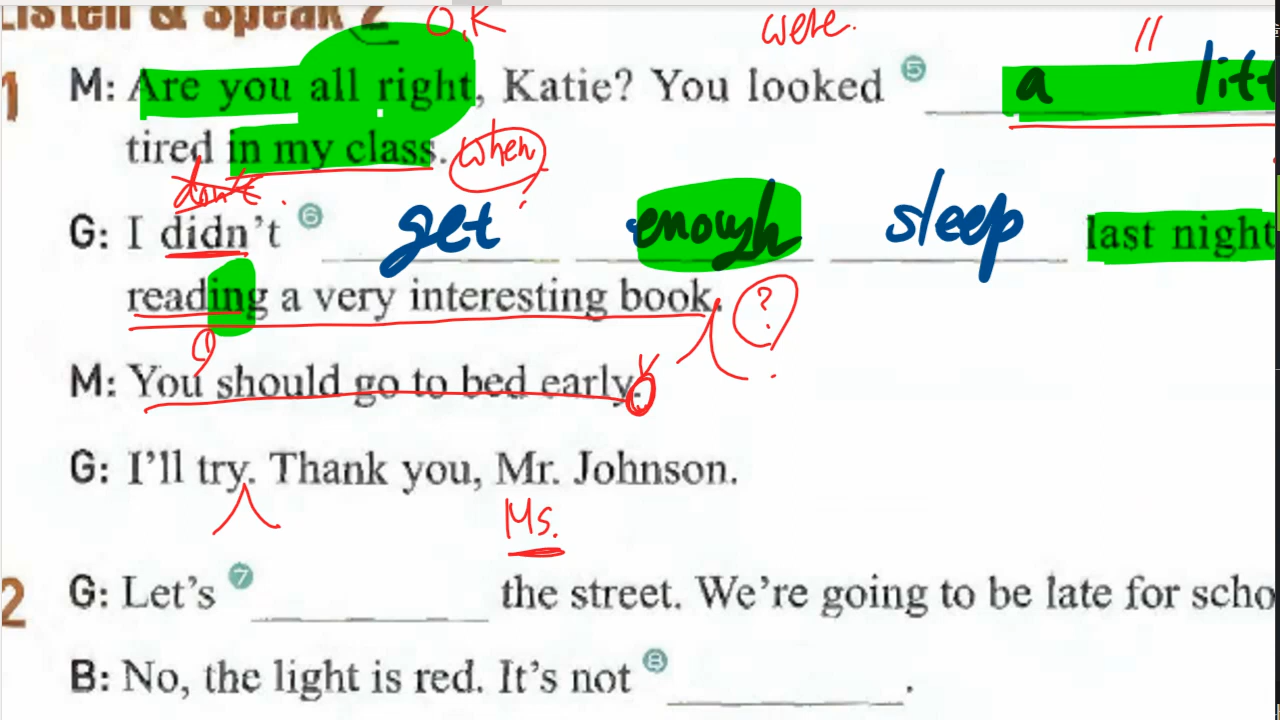 Listen & Speak 2
O,K were. "
1 M: Are you all right, Katie? You looked ⑤ a litt
tired in my class. when
don't. ?
G: I didn't ⑥ get enough sleep last night
reading a very interesting book. ?
M: You should go to bed early.
G: I'll try. Thank you, Mr. Johnson.
Ms.
2 G: Let's ⑦ ______ the street. We're going to be late for scho
B: No, the light is red. It's not ⑧ ______.